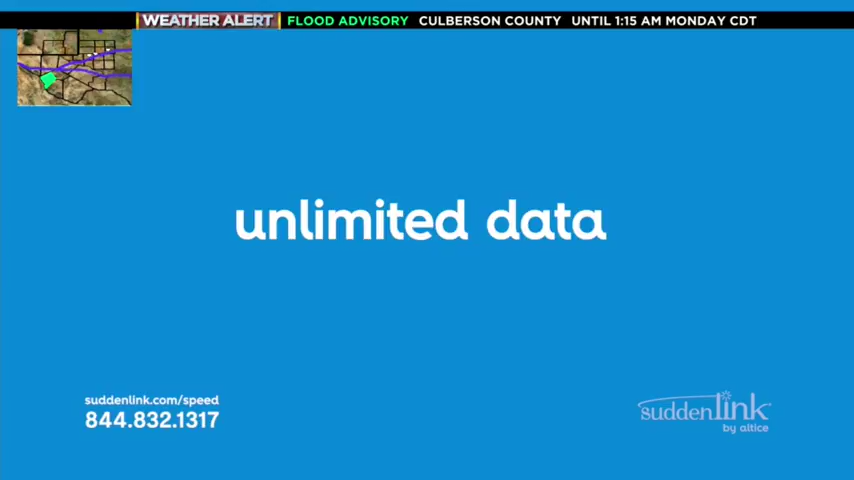 WEATHER ALERT FLOOD ADVISORY CULBERSON COUNTY UNTIL 1:15 AM MONDAY CDT
unlimited data
suddenlink.com/speed
844.832.1317
suddenlink
by altice